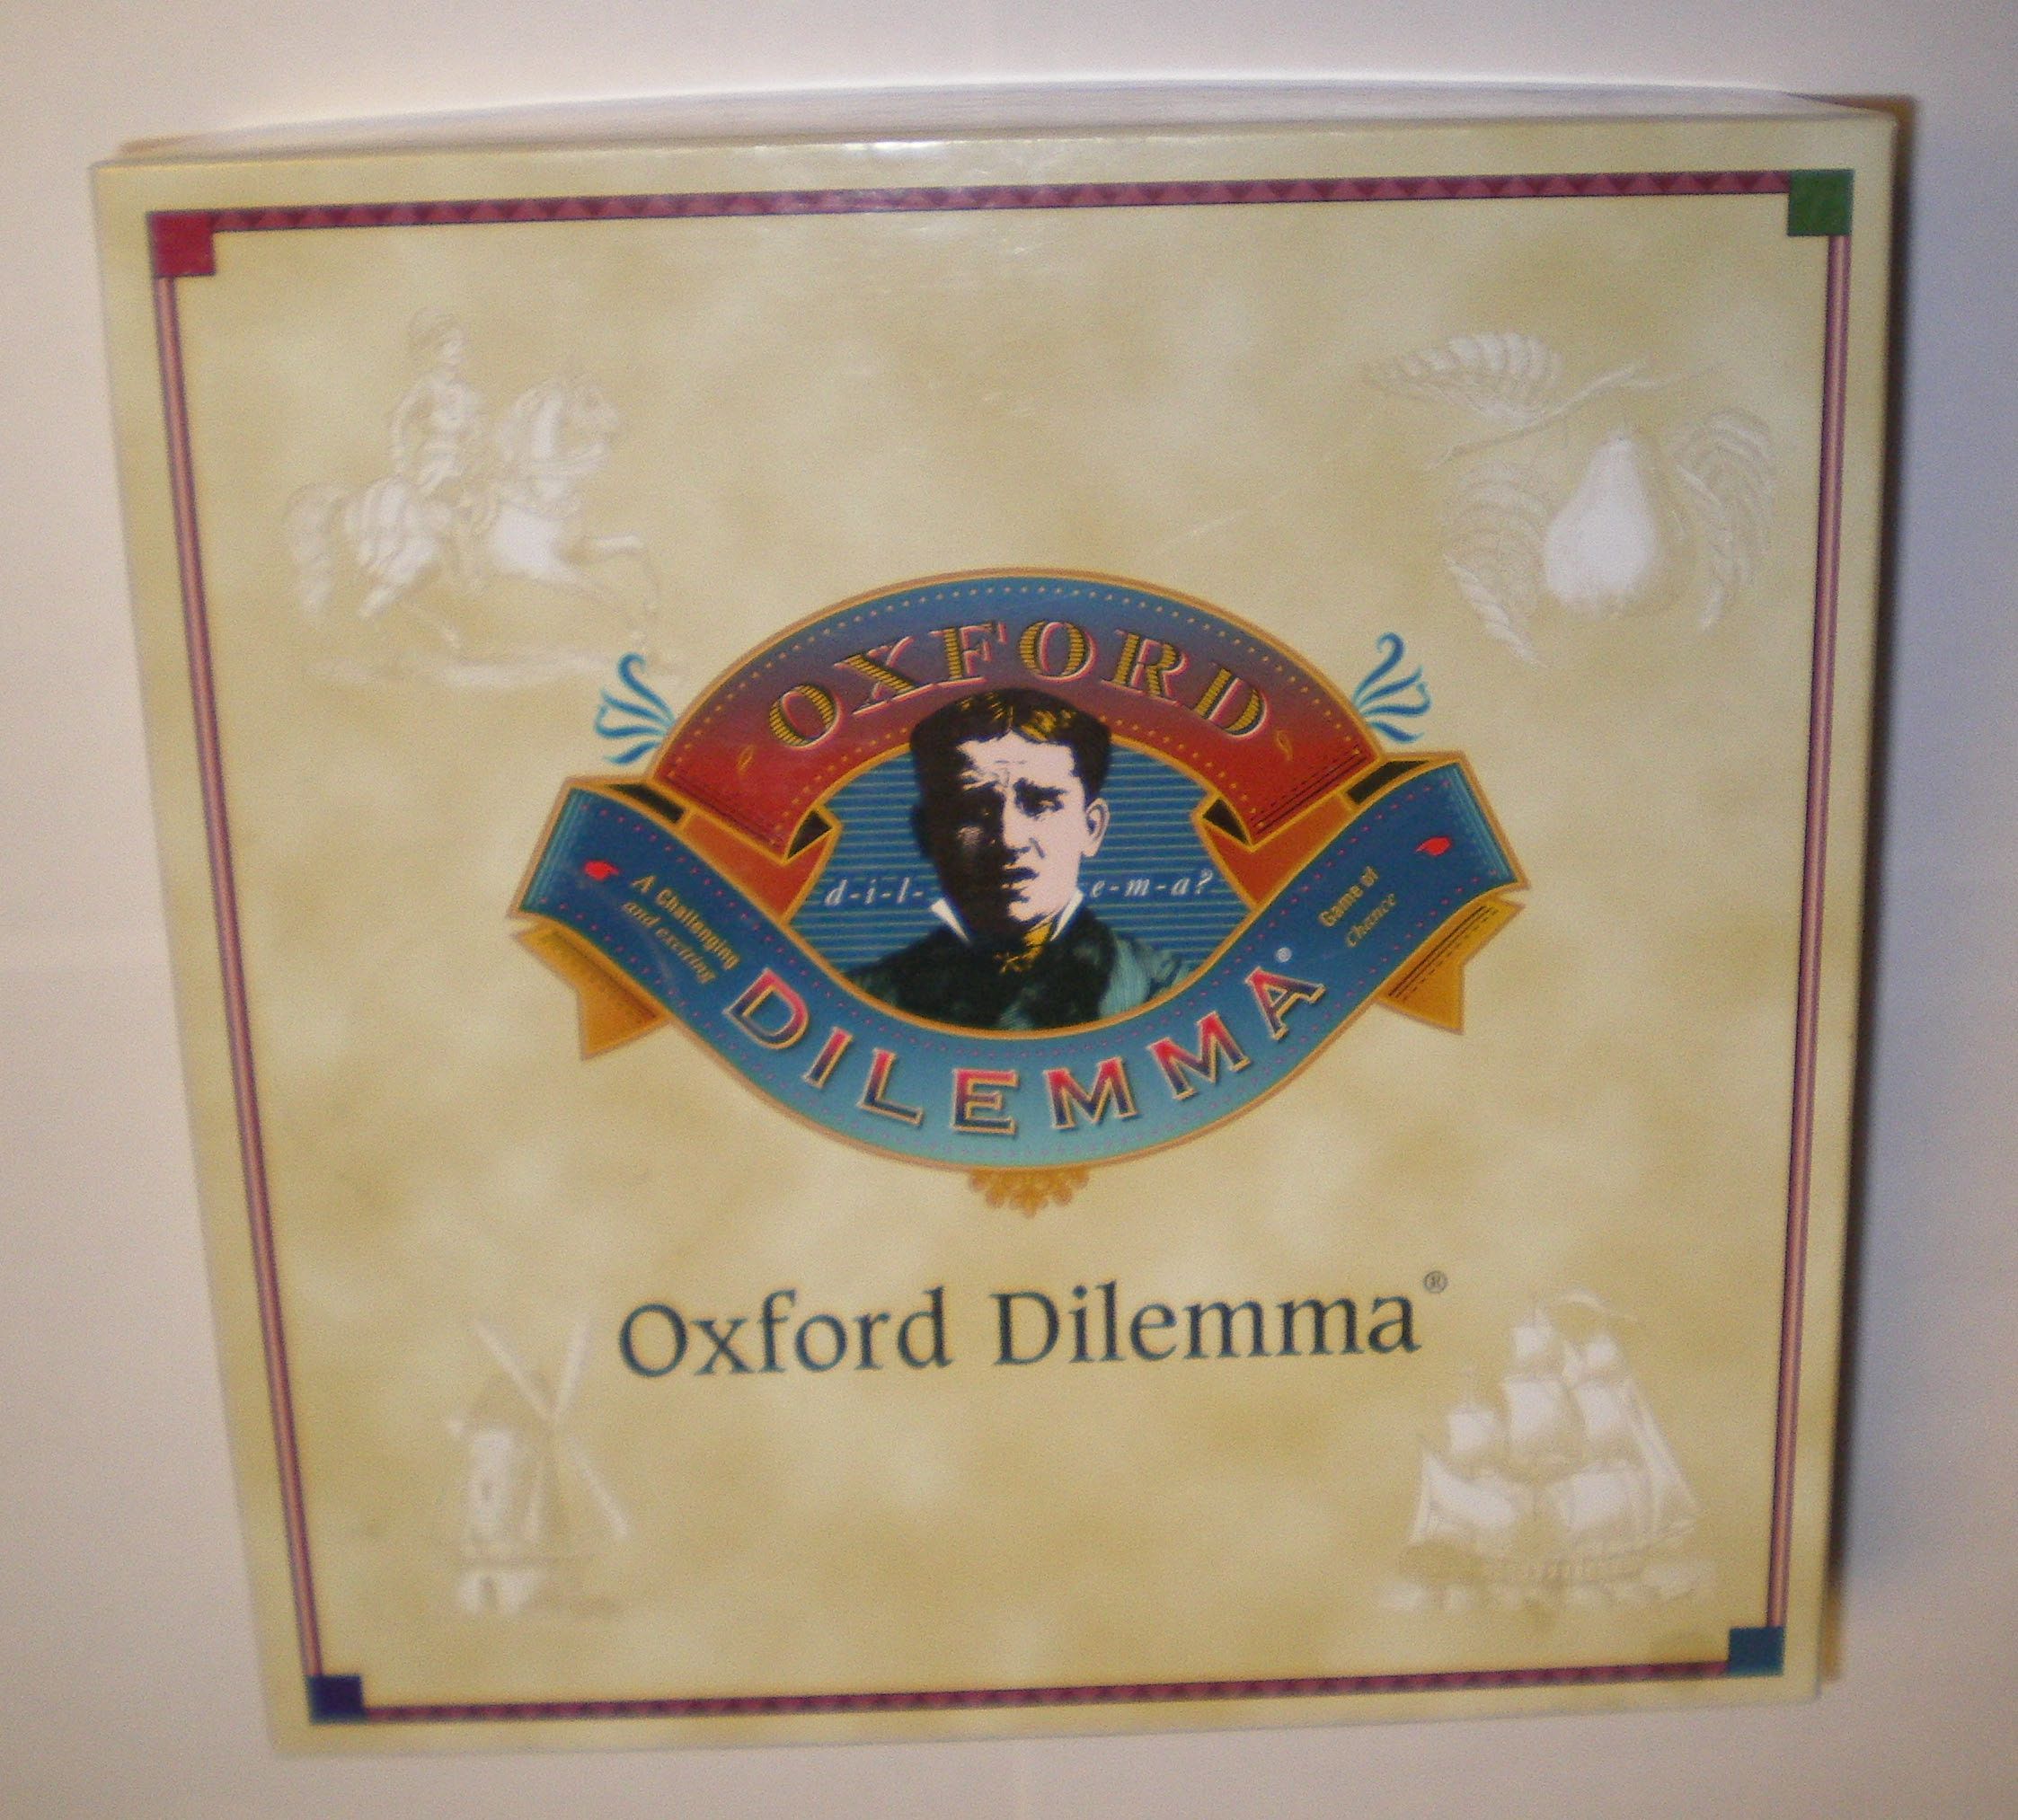 OXFORD
d-i-l- e-m-a?
A Challenging
and exciting
Game of
Chance
DILEMMA®
Oxford Dilemma®